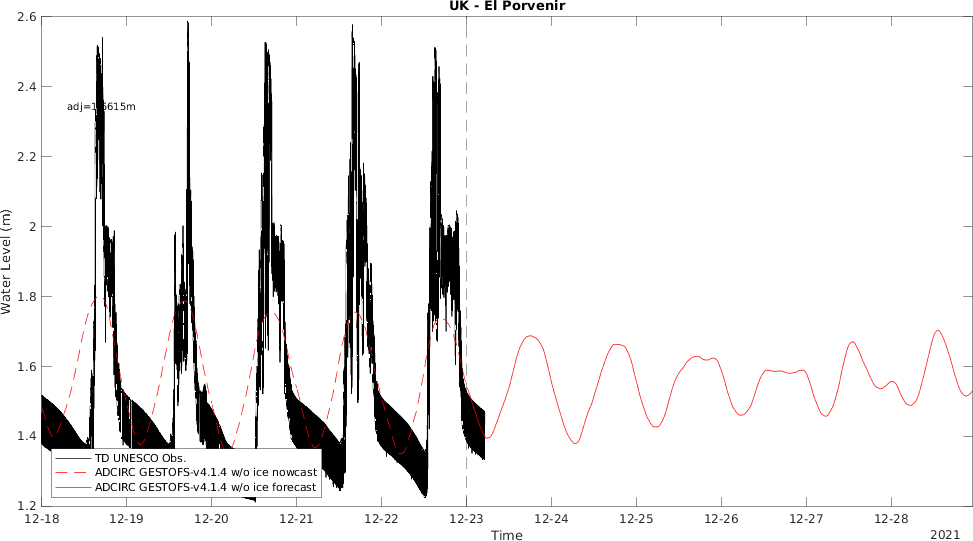 UK - El Porvenir
2.6
2.4
adj=1.6615m
2.2
2
1.8
1.6
1.4
1.2
Water Level (m)
TD UNESCO Obs.
ADCIRC GESTOFS-v4.1.4 w/o ice nowcast
ADCIRC GESTOFS-v4.1.4 w/o ice forecast
12-18 12-19 12-20 12-21 12-22 12-23 12-24 12-25 12-26 12-27 12-28
Time
2021